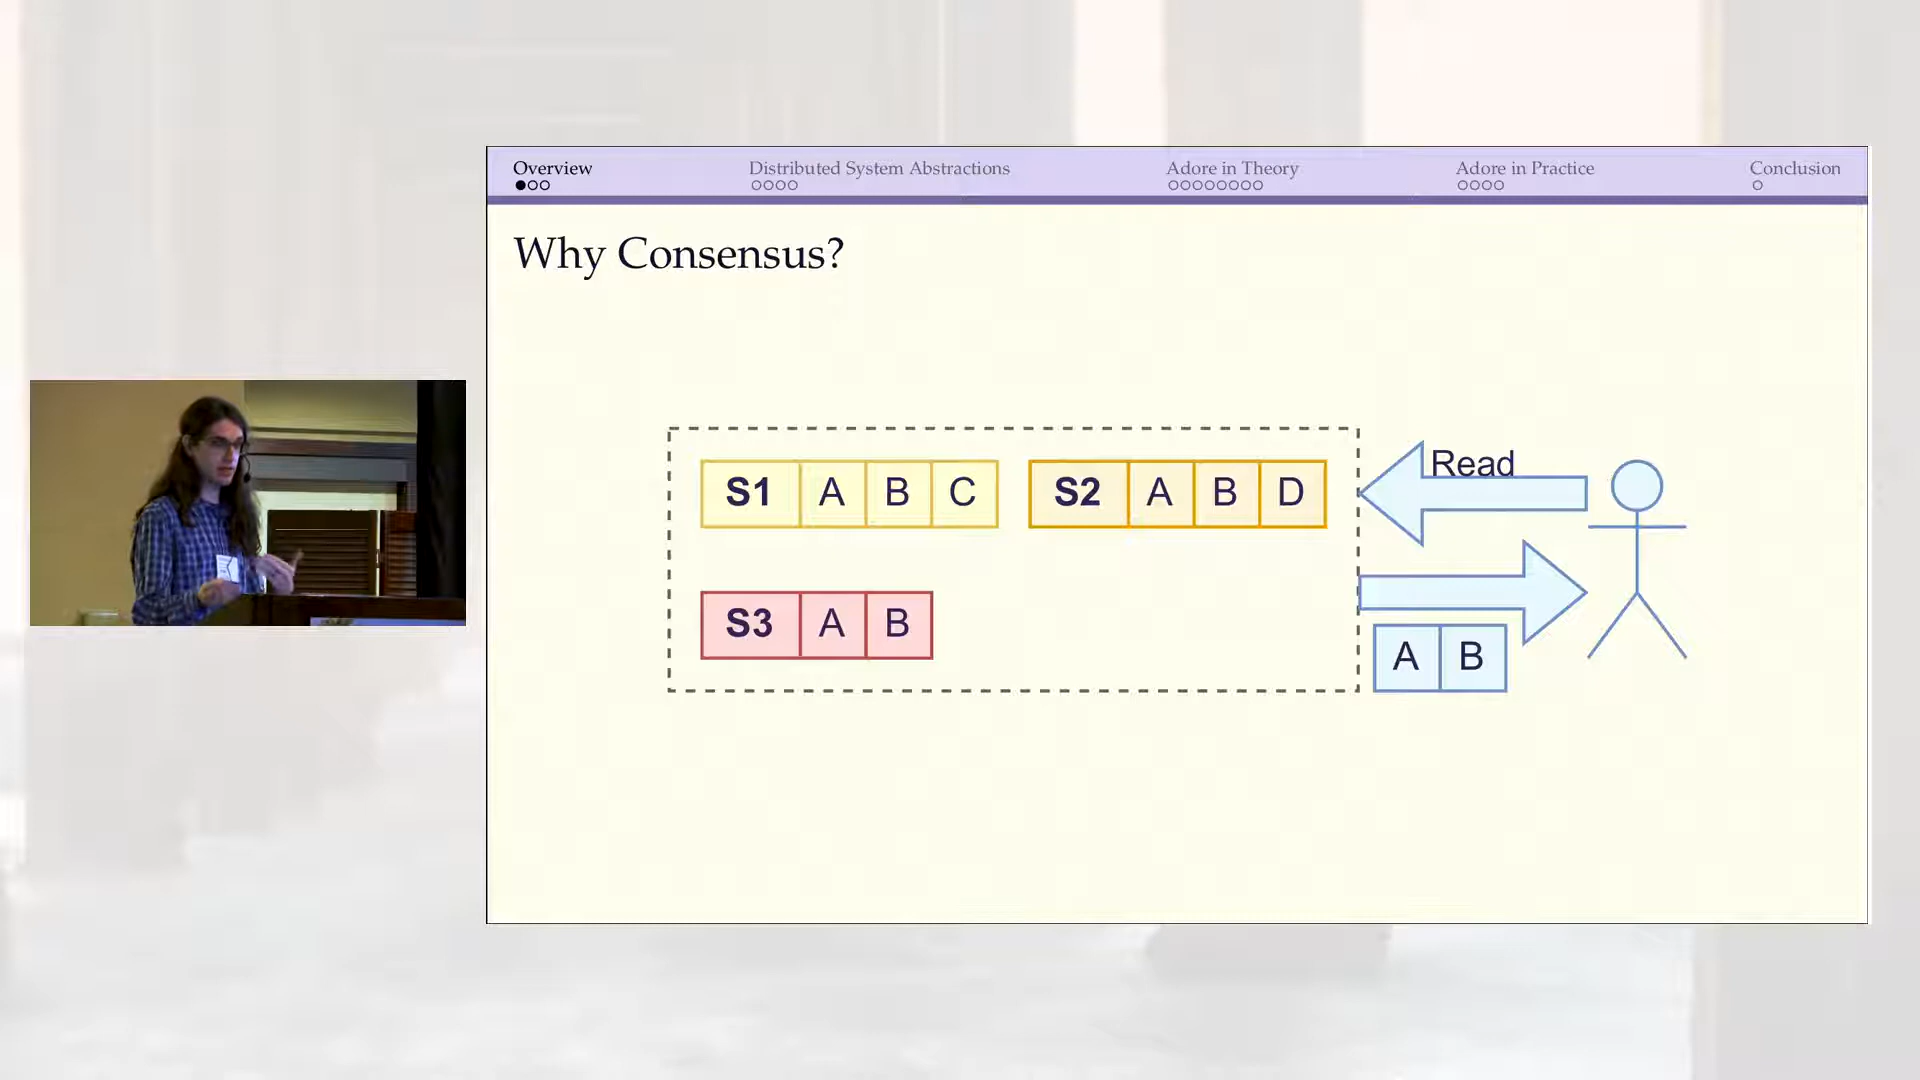 Overview
Distributed System Abstractions
Adore in Theory
Adore in Practice
Conclusion
Why Consensus?
S1 A B C
S2 A B D
Read
S3 A B
A B